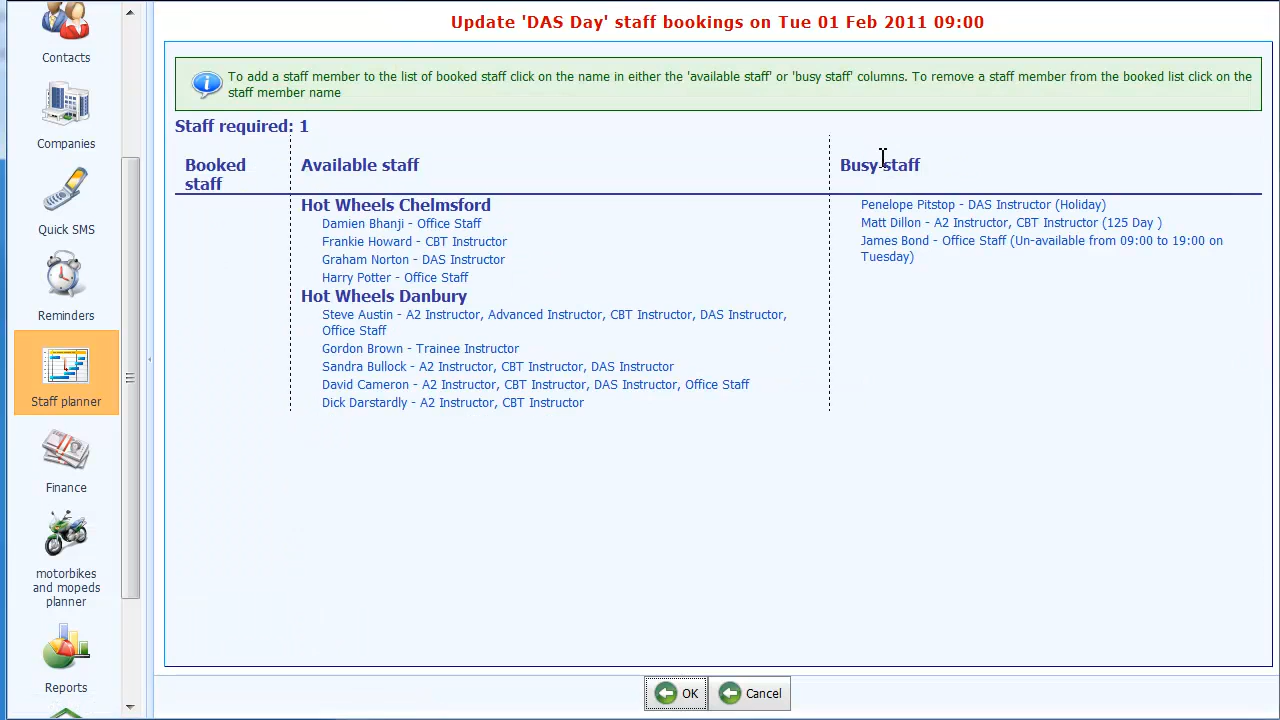 Update 'DAS Day' staff bookings on Tue 01 Feb 2011 09:00
To add a staff member to the list of booked staff click on the name in either the 'available staff' or 'busy staff' columns. To remove a staff member from the booked list click on the
staff member name
Staff required: 1
Booked
staff
Available staff
Busy staff
Hot Wheels Chelmsford
Damien Bhanji - Office Staff
Frankie Howard - CBT Instructor
Graham Norton - DAS Instructor
Harry Potter - Office Staff
Hot Wheels Danbury
Steve Austin - A2 Instructor, Advanced Instructor, CBT Instructor, DAS Instructor,
Office Staff
Gordon Brown - Trainee Instructor
Sandra Bullock - A2 Instructor, CBT Instructor, DAS Instructor
David Cameron - A2 Instructor, CBT Instructor, DAS Instructor, Office Staff
Dick Darstardly - A2 Instructor, CBT Instructor
Penelope Pitstop - DAS Instructor (Holiday)
Matt Dillon - A2 Instructor, CBT Instructor (125 Day )
James Bond - Office Staff (Un-available from 09:00 to 19:00 on
Tuesday)
Contacts
Companies
Quick SMS
Reminders
Staff planner
Finance
motorbikes
and mopeds
planner
Reports
OK
Cancel